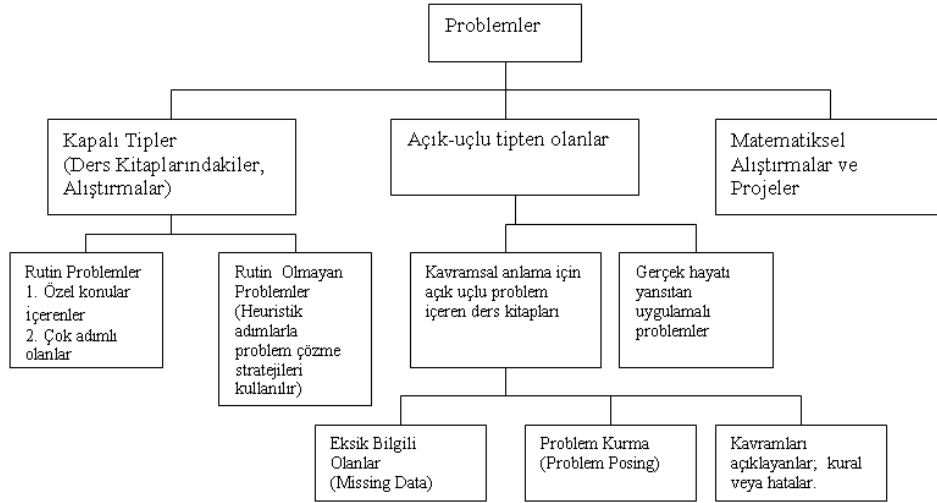 Problemler
Kapalı Tipler
(Ders Kitaplarındakiler,
Alıştırmalar)
Açık-uçlu tipten olanlar
Matematiksel
Alıştırmalar ve
Projeler
Rutin Problemler
1. Özel konular
içerenler
2. Çok adımlı
olanlar
Rutin Olmayan
Problemler
(Heuristik
adımlarla
problem çözme
stratejileri
kullanılır)
Kavramsal anlama için
açık uçlu problem
içeren ders kitapları
Gerçek hayatı
yansıtan
uygulamalı
problemler
Eksik Bilgili
Olanlar
(Missing Data)
Problem Kurma
(Problem Posing)
Kavramları
açıklayanlar; kural
veya hatalar.